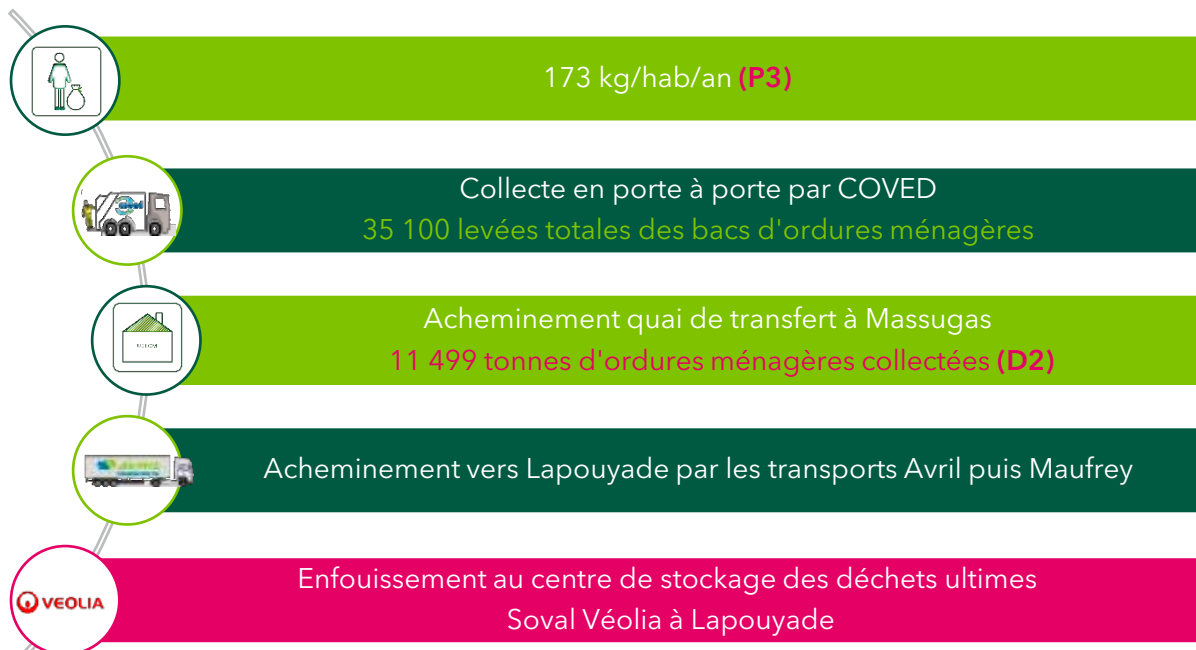 173 kg/hab/an (P3)
Collecte en porte à porte par COVED
35 100 levées totales des bacs d'ordures ménagères
Acheminement quai de transfert à Massugas
11 499 tonnes d'ordures ménagères collectées (D2)
Acheminement vers Lapouyade par les transports Avril puis Maufrey
Enfouissement au centre de stockage des déchets ultimes
VEOLIA
Soval Véolia à Lapouyade